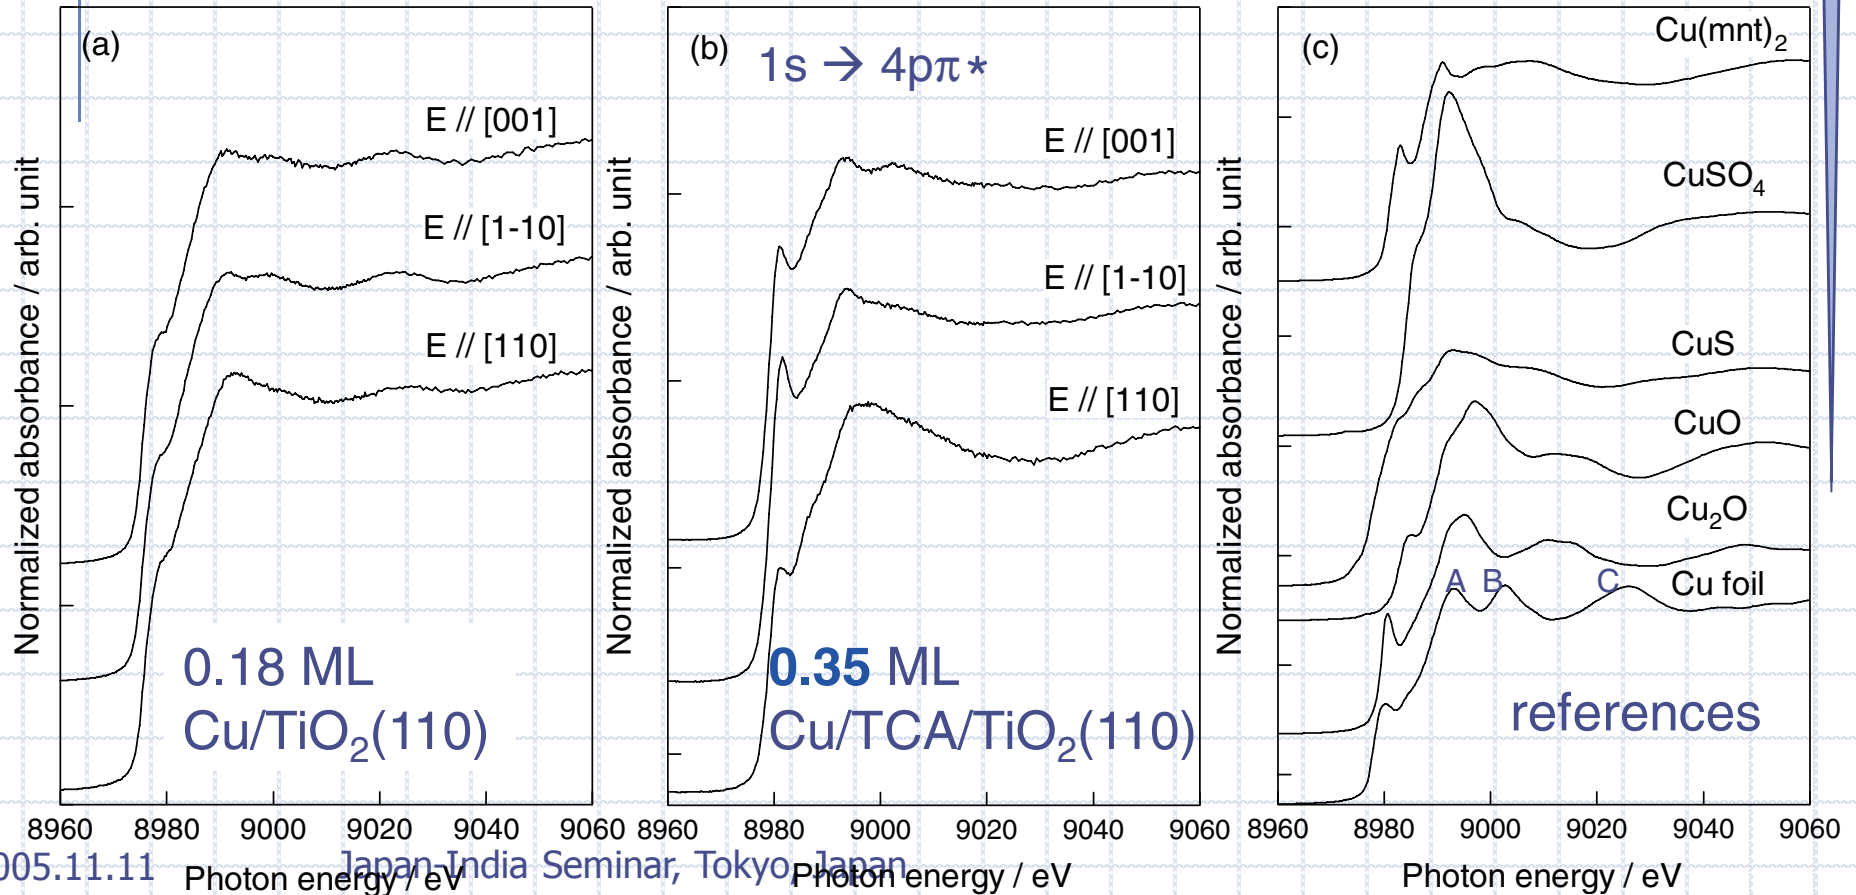 (a)
E // [001]
E // [1-10]
E // [110]
0.18 ML
Cu/TiO₂(110)
Normalized absorbance / arb. unit
8960 8980 9000 9020 9040 9060
Photon energy / eV
(b)
1s → 4pπ*
E // [001]
E // [1-10]
E // [110]
0.35 ML
Cu/TCA/TiO₂(110)
Normalized absorbance / arb. unit
8960 8980 9000 9020 9040 9060
Photon energy / eV
(c)
Cu(mnt)₂
CuSO₄
CuS
CuO
Cu₂O
A B C Cu foil
references
Normalized absorbance / arb. unit
8960 8980 9000 9020 9040 9060
Photon energy / eV
005.11.11
Japan-India Seminar, Tokyo, Japan